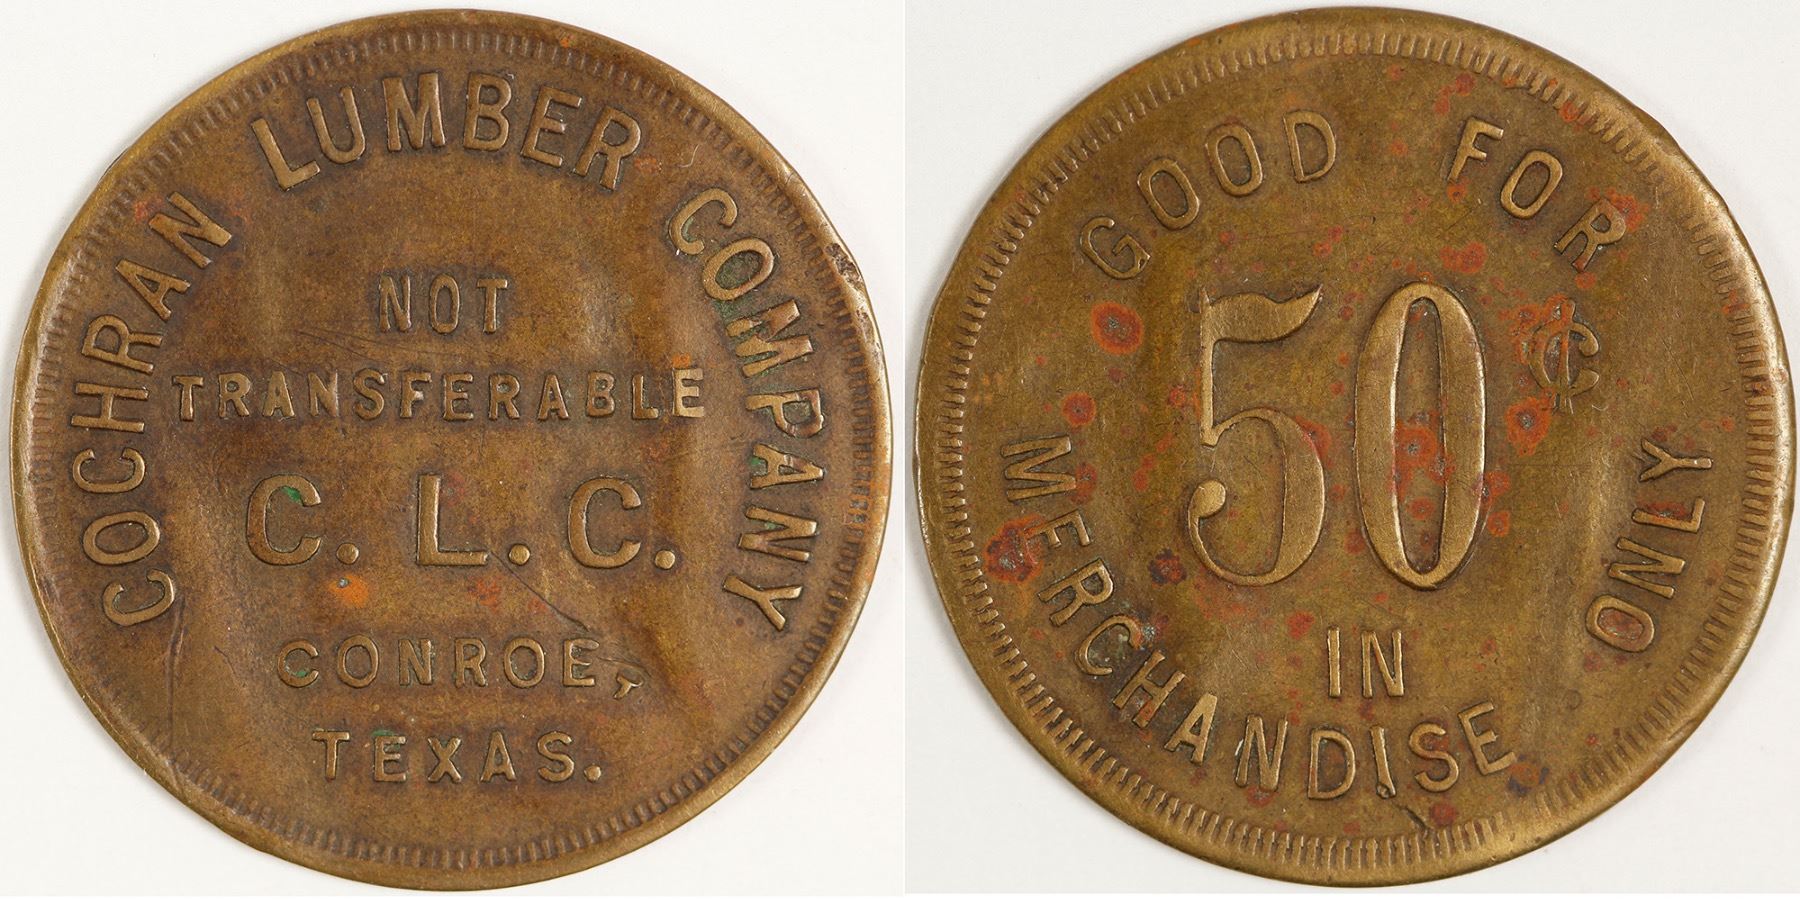 COCHRAN LUMBER COMPANY
NOT
TRANSFERABLE
C. L. C.
CONROE,
TEXAS.
GOOD FOR
50 ¢
IN
MERCHANDISE ONLY